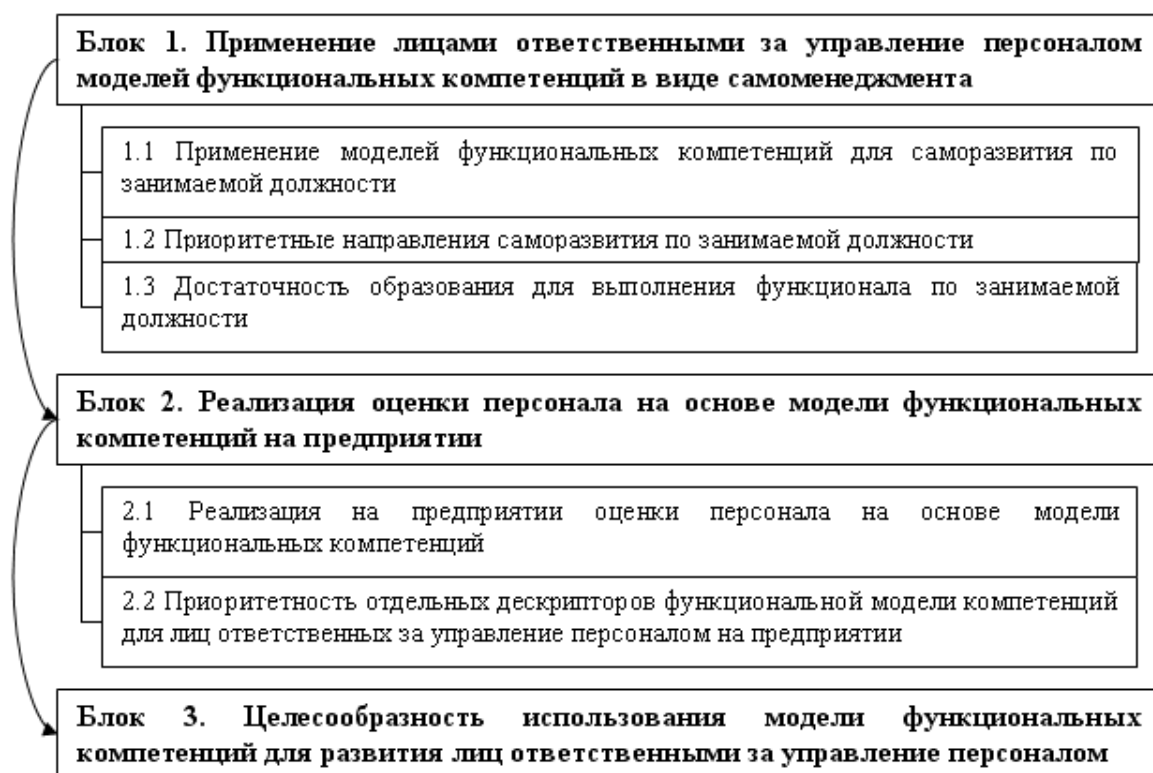 Блок 1. Применение лицами ответственными за управление персоналом
моделей функциональных компетенций в виде самоменеджмента
1.1 Применение моделей функциональных компетенций для саморазвития по
занимаемой должности
1.2 Приоритетные направления саморазвития по занимаемой должности
1.3 Достаточность образования для выполнения функционала по занимаемой
должности
Блок 2. Реализация оценки персонала на основе модели функциональных
компетенций на предприятии
2.1 Реализация на предприятии оценки персонала на основе модели
функциональных компетенций
2.2 Приоритетность отдельных дескрипторов функциональной модели компетенций
для лиц ответственных за управление персоналом на предприятии
Блок 3. Целесообразность использования модели функциональных
компетенций для развития лиц ответственными за управление персоналом